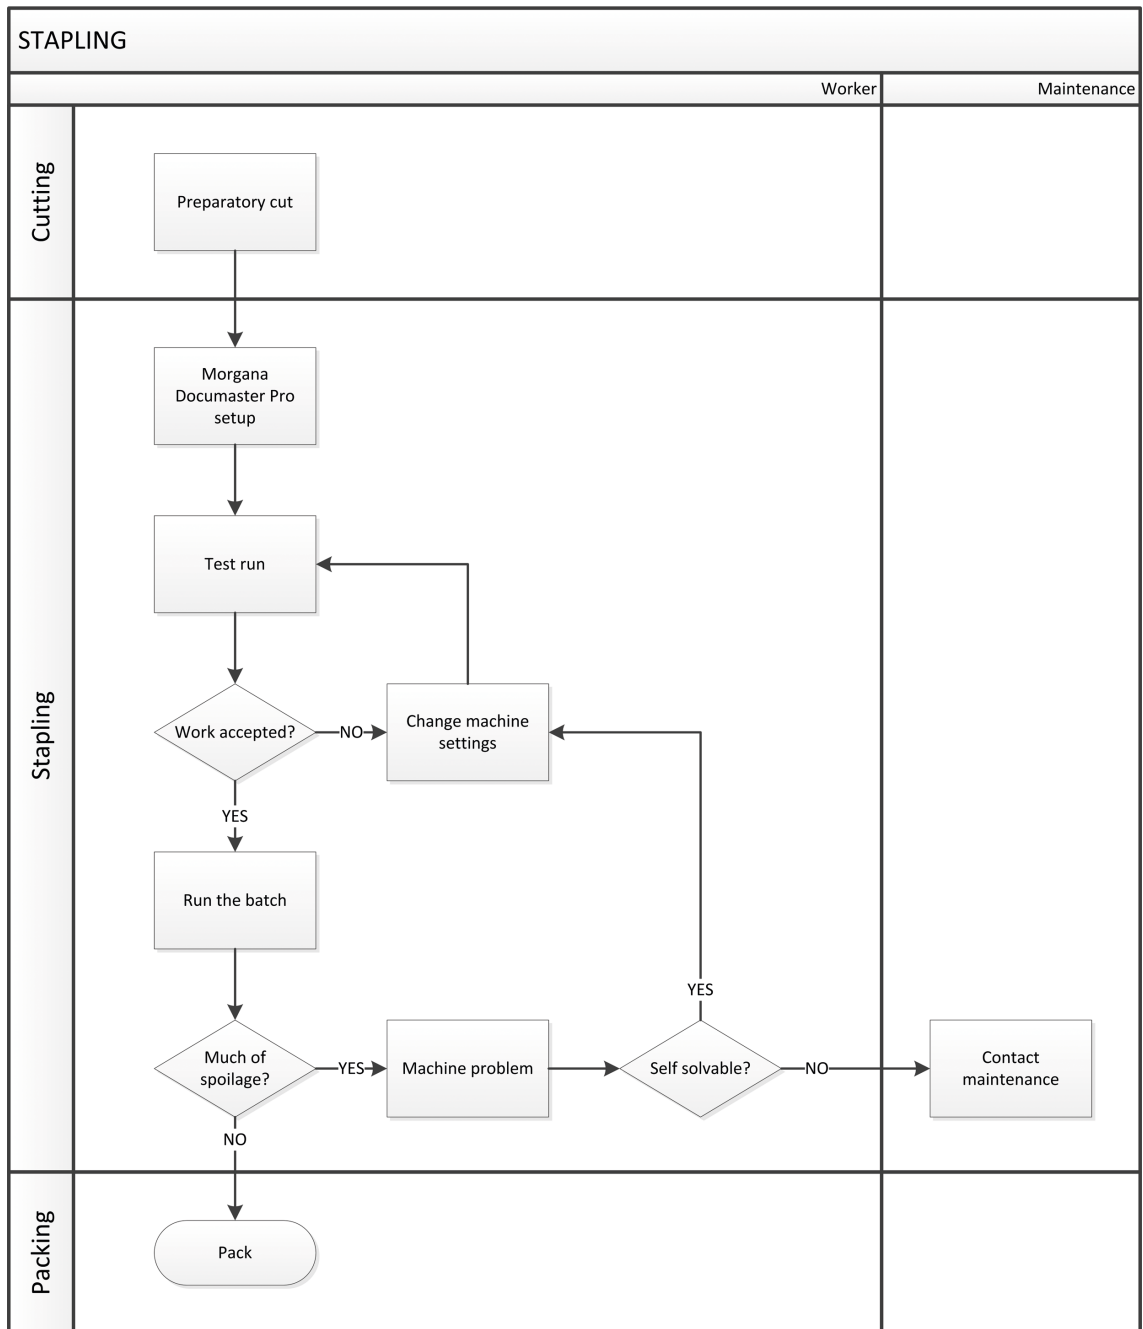 STAPLING
Worker
Maintenance
Cutting
Preparatory cut
Stapling
Morgana
Documaster Pro
setup
Test run
Work accepted?
NO
Change machine
settings
YES
Run the batch
YES
Much of
spoilage?
YES
Machine problem
Self solvable?
NO
Contact
maintenance
NO
Packing
Pack